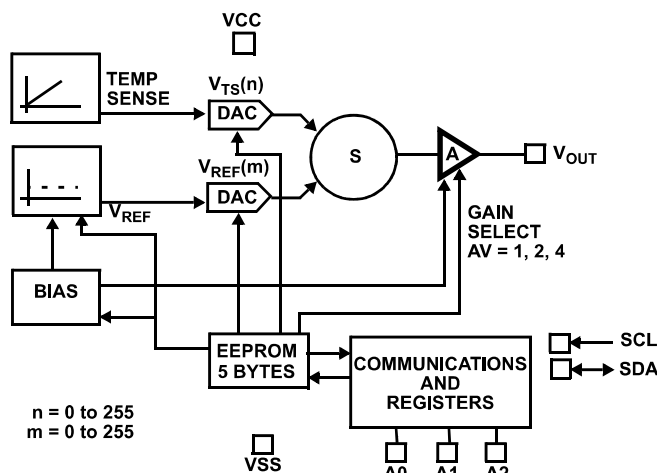 VCC
TEMP
SENSE
VTS(n)
DAC
VREF(m)
DAC
S
A
VOUT
VREF
GAIN
SELECT
AV = 1, 2, 4
BIAS
EEPROM
5 BYTES
COMMUNICATIONS
AND
REGISTERS
SCL
SDA
n = 0 to 255
m = 0 to 255
VSS
A0
A1
A2